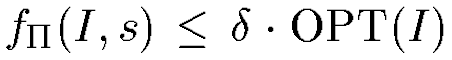 f_Π(I, s) ≤ δ · OPT(I)